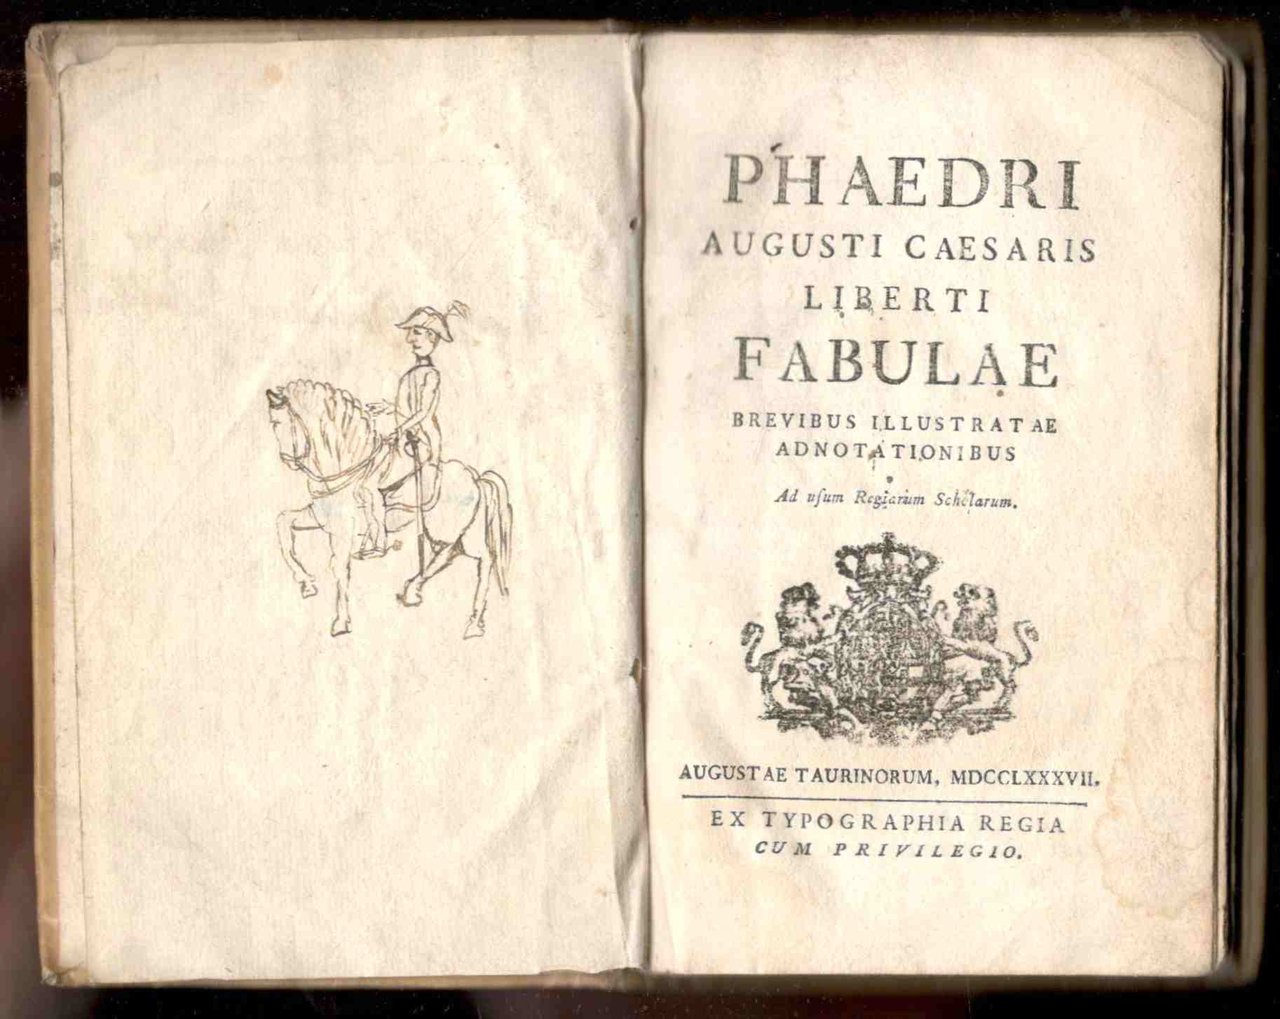 PHAEDRI
AUGUSTI CAESARIS
LIBERTI
FABULAE
BREVIBUS ILLUSTRATAE
ADNOTATIONIBUS
Ad uſum Regiarum Scholarum.
AUGUSTAE TAURINORUM, MDCCLXXXVII.
EX TYPOGRAPHIA REGIA
CUM PRIVILEGIO.